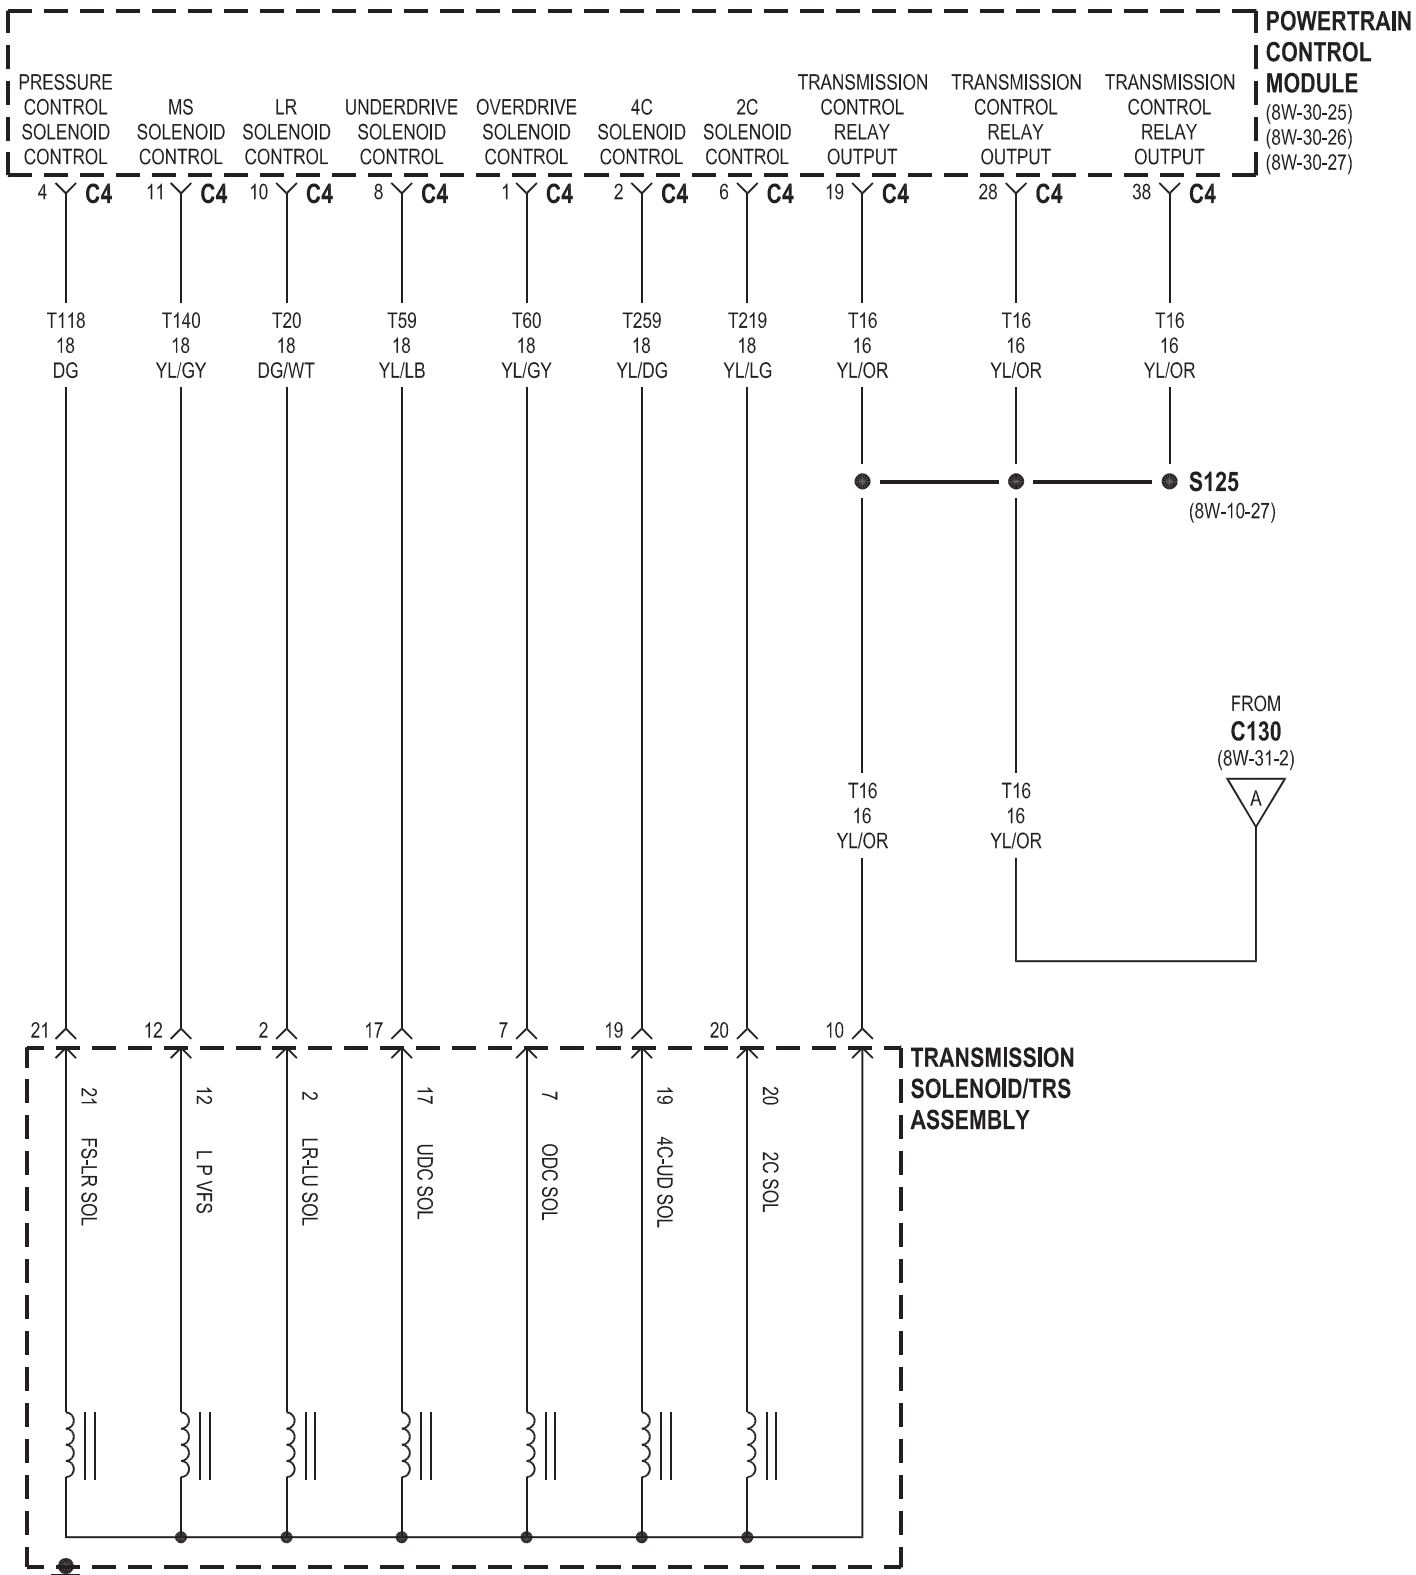 POWERTRAIN
CONTROL
MODULE
(8W-30-25)
(8W-30-26)
(8W-30-27)
PRESSURE
CONTROL
SOLENOID
CONTROL
MS
SOLENOID
CONTROL
LR
SOLENOID
CONTROL
UNDERDRIVE
SOLENOID
CONTROL
OVERDRIVE
SOLENOID
CONTROL
4C
SOLENOID
CONTROL
2C
SOLENOID
CONTROL
TRANSMISSION
CONTROL
RELAY
OUTPUT
TRANSMISSION
CONTROL
RELAY
OUTPUT
TRANSMISSION
CONTROL
RELAY
OUTPUT
4 C4
11 C4
10 C4
8 C4
1 C4
2 C4
6 C4
19 C4
28 C4
38 C4
T118
18
DG
T140
18
YL/GY
T20
18
DG/WT
T59
18
YL/LB
T60
18
YL/GY
T259
18
YL/DG
T219
18
YL/LG
T16
16
YL/OR
T16
16
YL/OR
T16
16
YL/OR
S125
(8W-10-27)
FROM
C130
(8W-31-2)
A
T16
16
YL/OR
T16
16
YL/OR
21
12
2
17
7
19
20
10
TRANSMISSION
SOLENOID/TRS
ASSEMBLY
21 FS-LR SOL
12 L P VFS
2 LR-LU SOL
17 UDC SOL
7 ODC SOL
19 4C-UD SOL
20 2C SOL